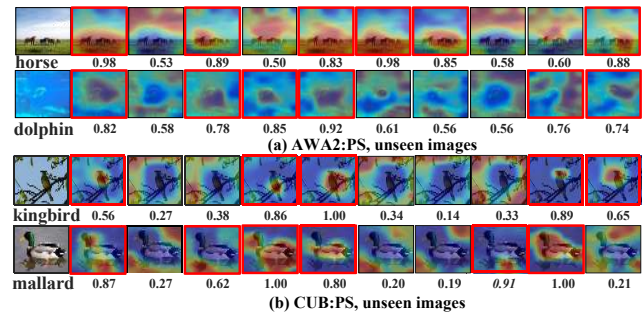 horse 0.98 0.53 0.89 0.50 0.83 0.98 0.85 0.58 0.60 0.88
dolphin 0.82 0.58 0.78 0.85 0.92 0.61 0.56 0.56 0.76 0.74
(a) AWA2:PS, unseen images
kingbird 0.56 0.27 0.38 0.86 1.00 0.34 0.14 0.33 0.89 0.65
mallard 0.87 0.27 0.62 1.00 0.80 0.20 0.19 0.91 1.00 0.21
(b) CUB:PS, unseen images